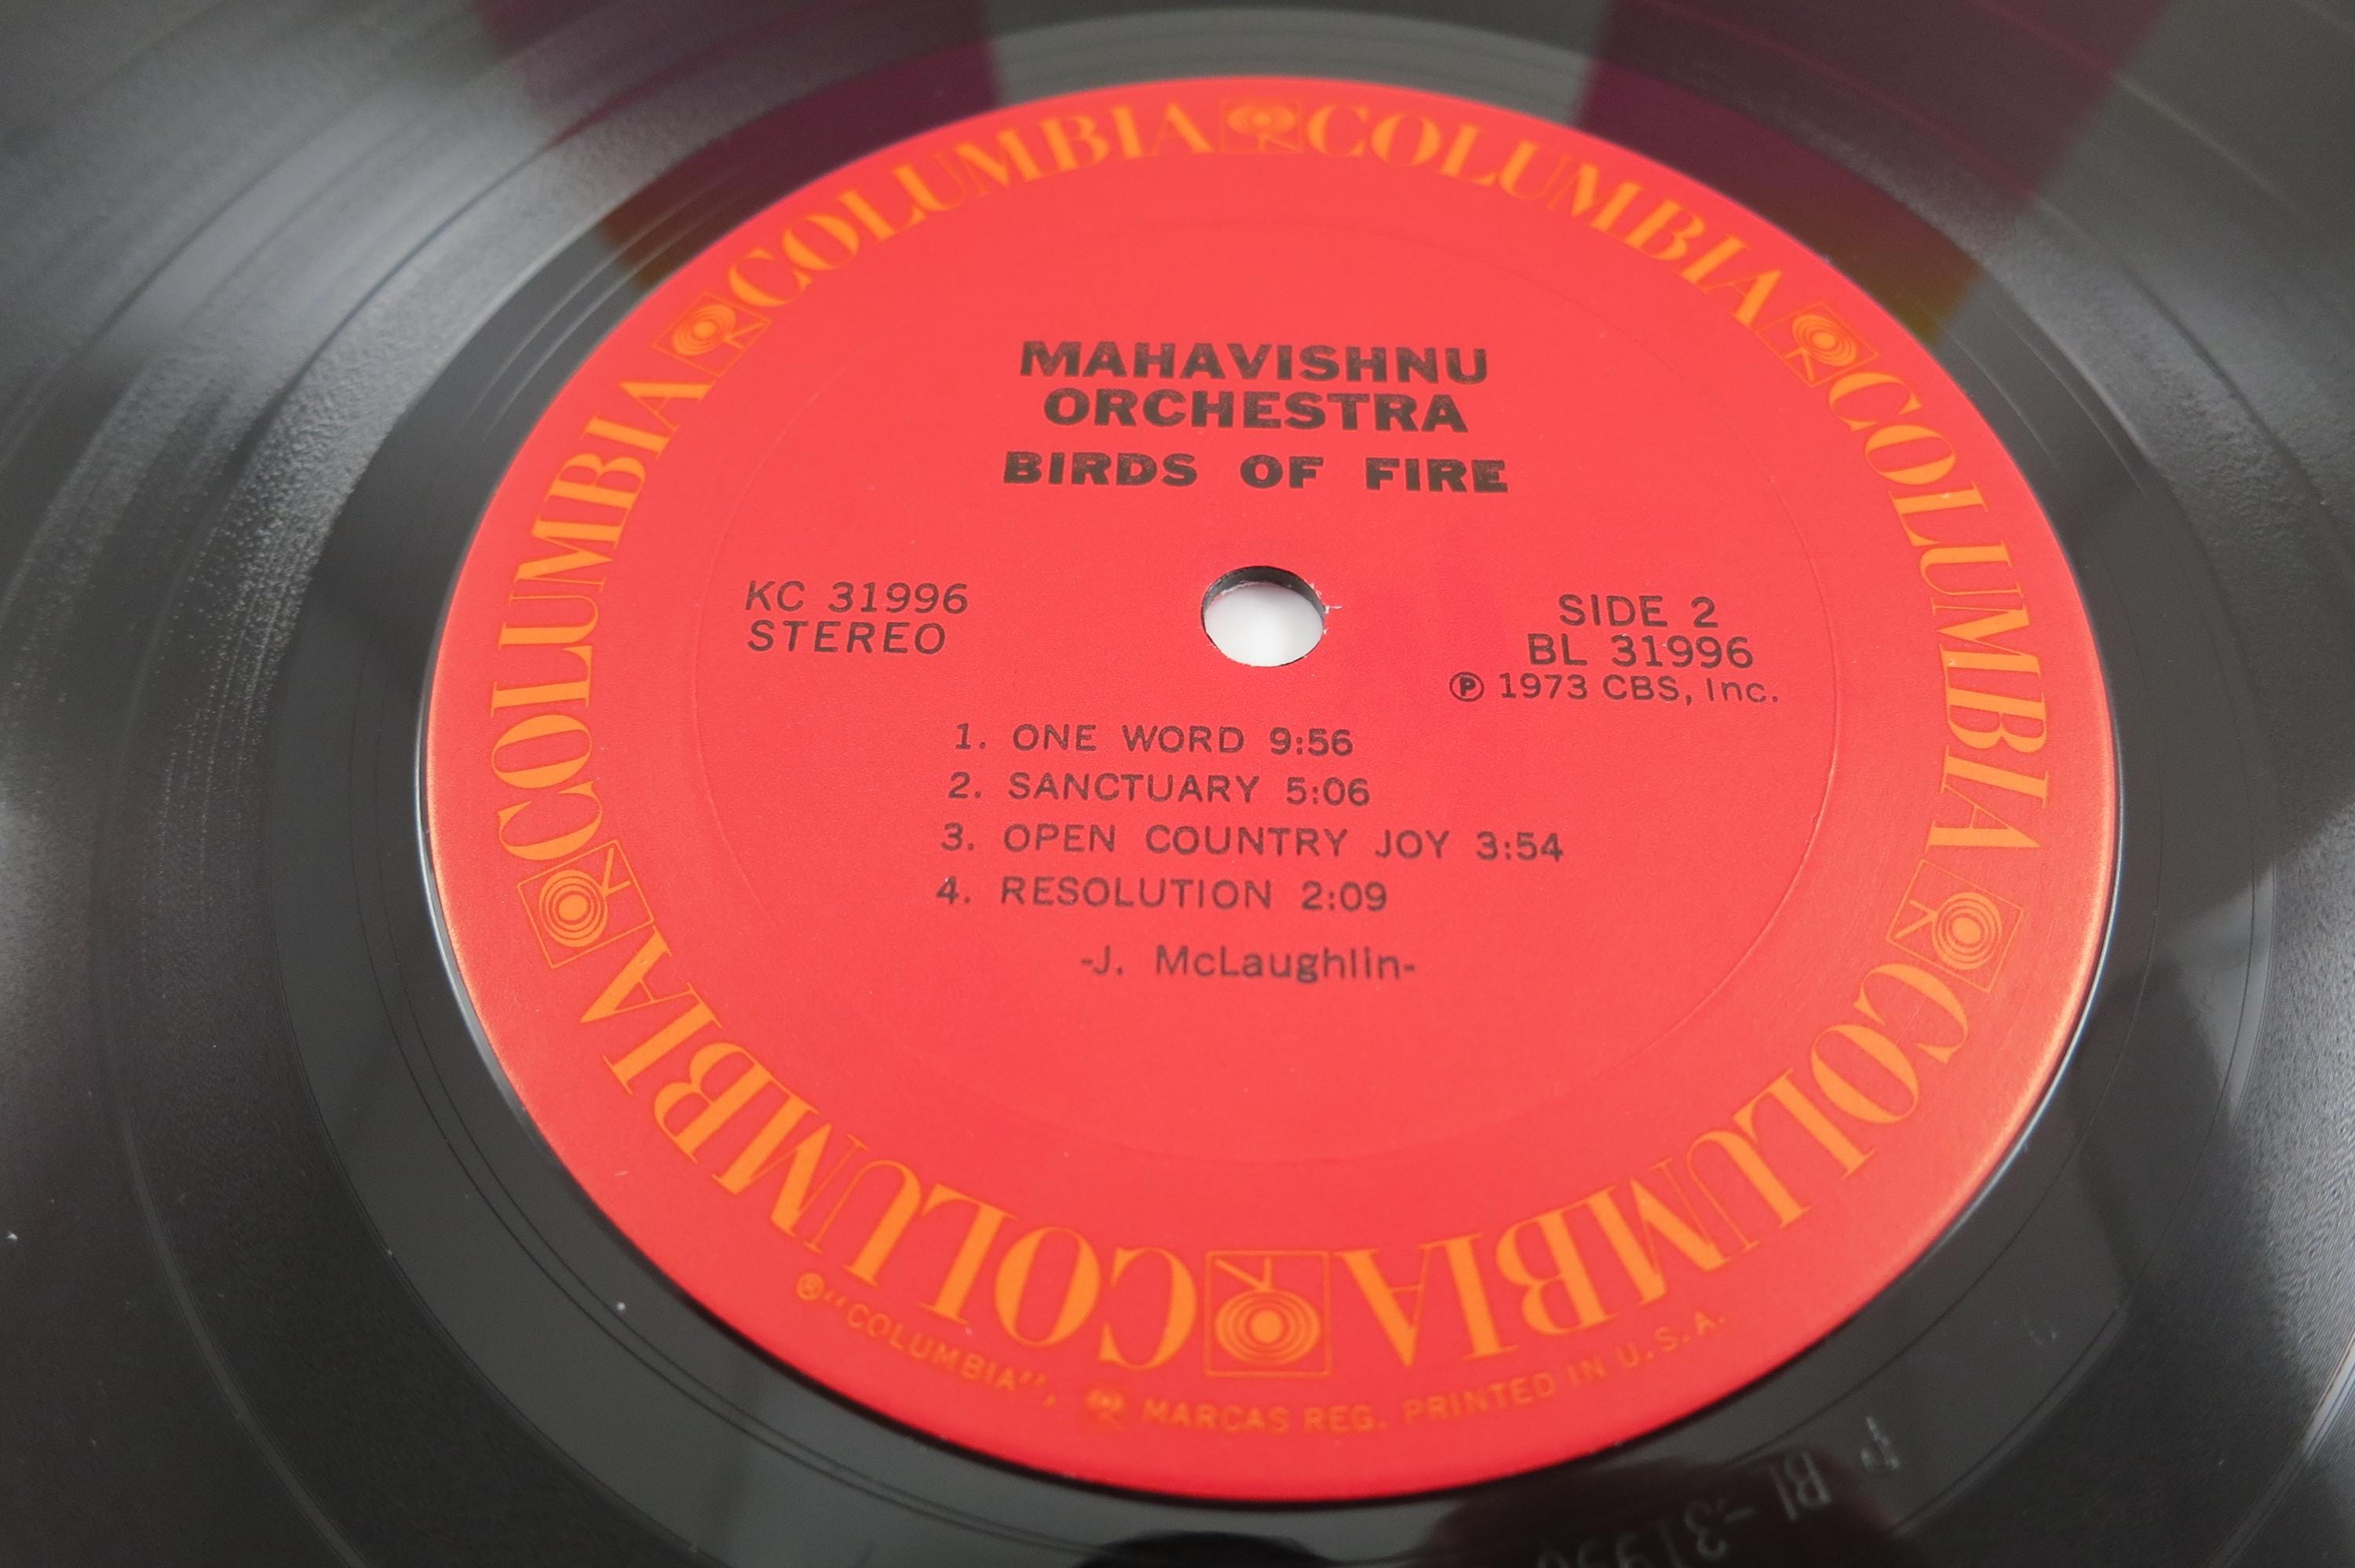 COLUMBIA COLUMBIA COLUMBIA COLUMBIA COLUMBIA COLUMBIA
MAHAVISHNU
ORCHESTRA
BIRDS OF FIRE
KC 31996
STEREO
SIDE 2
BL 31996
Ⓟ 1973 CBS, Inc.
1. ONE WORD 9:56
2. SANCTUARY 5:06
3. OPEN COUNTRY JOY 3:54
4. RESOLUTION 2:09
-J. McLaughlin-
®"COLUMBIA", MARCAS REG. PRINTED IN U.S.A.
P BL-31996